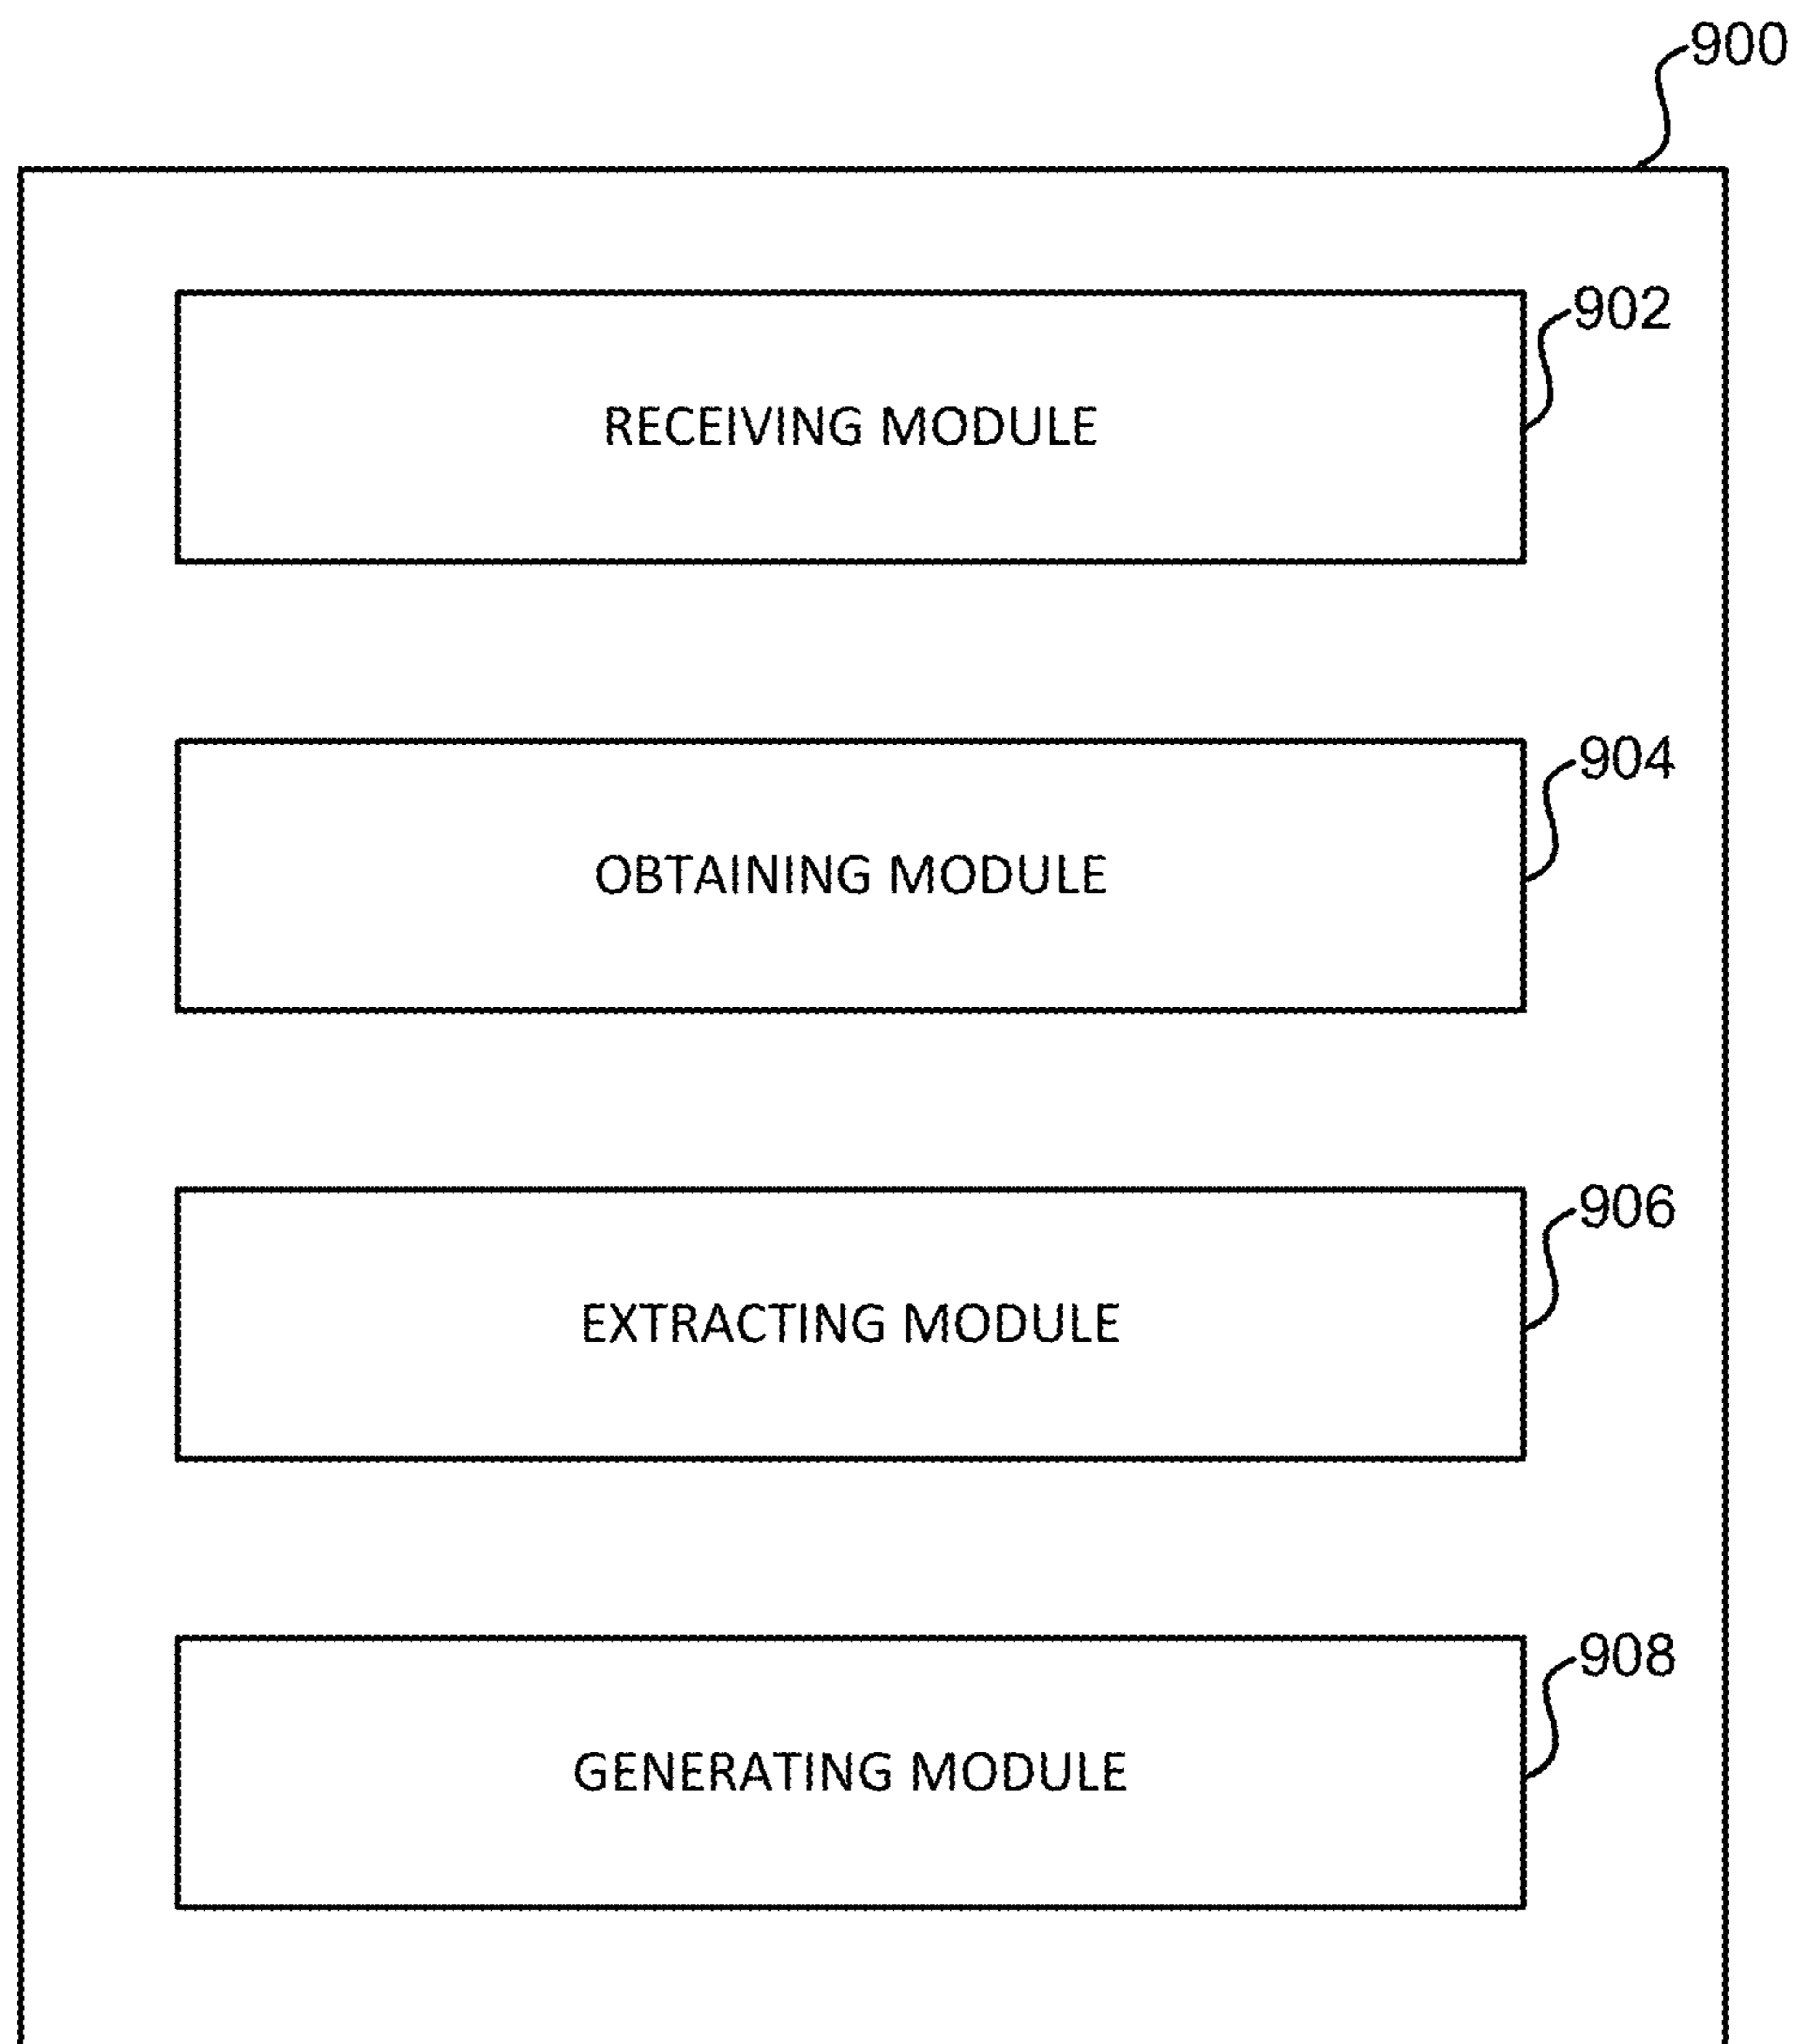 900
902
RECEIVING MODULE
904
OBTAINING MODULE
906
EXTRACTING MODULE
908
GENERATING MODULE